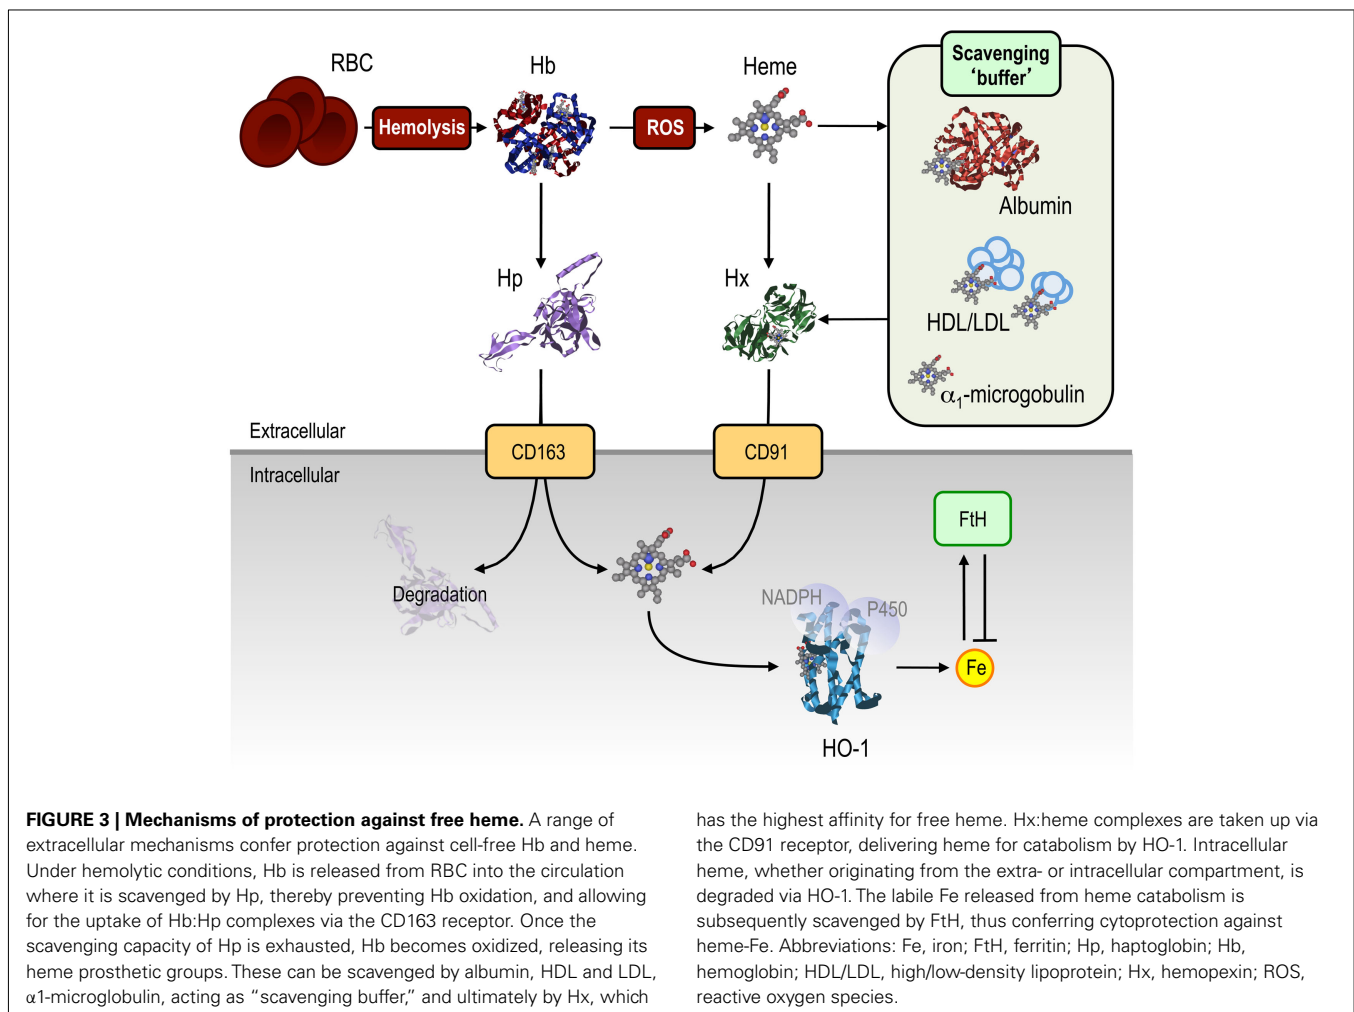 RBC
Hemolysis
Hb
ROS
Heme
Scavenging
‘buffer’
Albumin
HDL/LDL
α1-microgobulin
Hp
Hx
Extracellular
Intracellular
CD163
CD91
Degradation
NADPH
P450
HO-1
FtH
Fe
FIGURE 3 | Mechanisms of protection against free heme. A range of
extracellular mechanisms confer protection against cell-free Hb and heme.
Under hemolytic conditions, Hb is released from RBC into the circulation
where it is scavenged by Hp, thereby preventing Hb oxidation, and allowing
for the uptake of Hb:Hp complexes via the CD163 receptor. Once the
scavenging capacity of Hp is exhausted, Hb becomes oxidized, releasing its
heme prosthetic groups. These can be scavenged by albumin, HDL and LDL,
α1-microglobulin, acting as “scavenging buffer,” and ultimately by Hx, which
has the highest affinity for free heme. Hx:heme complexes are taken up via
the CD91 receptor, delivering heme for catabolism by HO-1. Intracellular
heme, whether originating from the extra- or intracellular compartment, is
degraded via HO-1. The labile Fe released from heme catabolism is
subsequently scavenged by FtH, thus conferring cytoprotection against
heme-Fe. Abbreviations: Fe, iron; FtH, ferritin; Hp, haptoglobin; Hb,
hemoglobin; HDL/LDL, high/low-density lipoprotein; Hx, hemopexin; ROS,
reactive oxygen species.